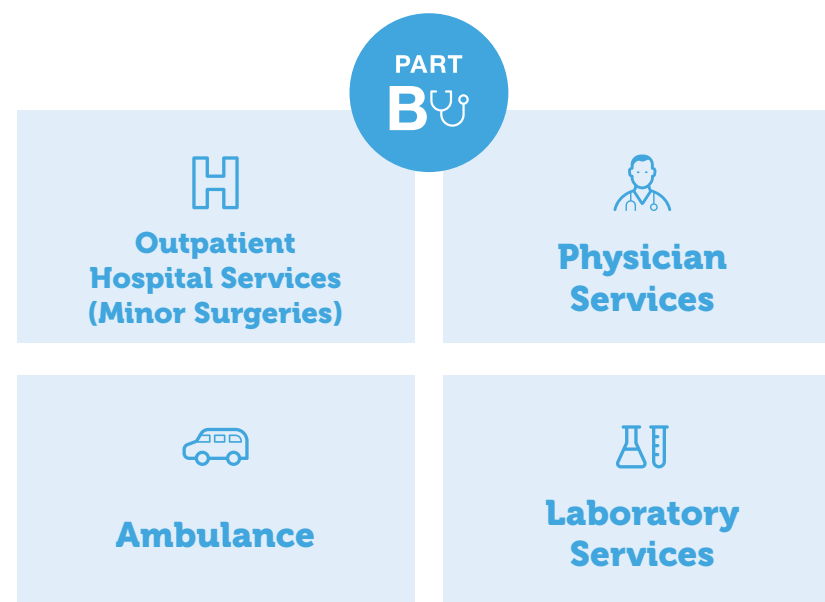 PART
B
H
Outpatient
Hospital Services
(Minor Surgeries)
Physician
Services
Ambulance
Laboratory
Services